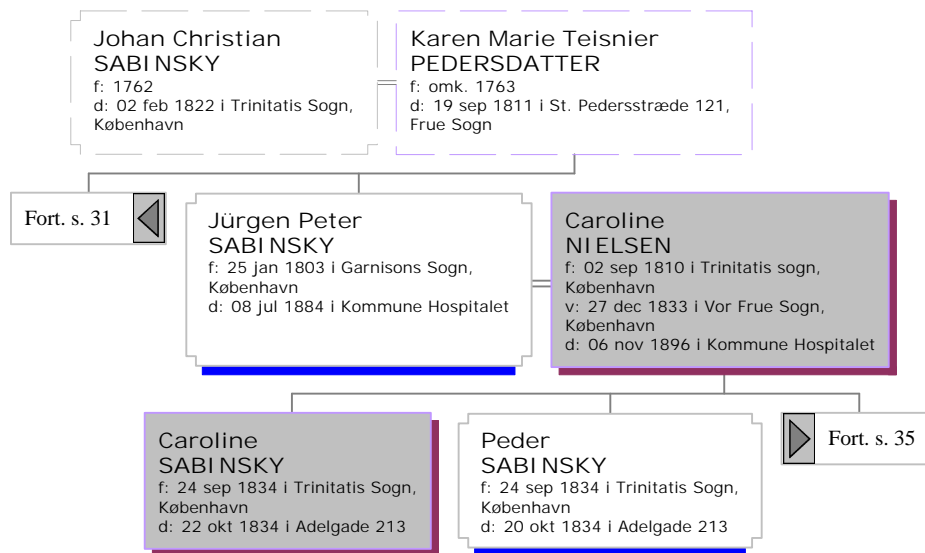 Johan Christian
SABINSKY
f: 1762
d: 02 feb 1822 i Trinitatis Sogn,
København
Karen Marie Teisnier
PEDERSDATTER
f: omk. 1763
d: 19 sep 1811 i St. Pedersstræde 121,
Frue Sogn
Fort. s. 31
Jürgen Peter
SABINSKY
f: 25 jan 1803 i Garnisons Sogn,
København
d: 08 jul 1884 i Kommune Hospitalet
Caroline
NIELSEN
f: 02 sep 1810 i Trinitatis sogn,
København
v: 27 dec 1833 i Vor Frue Sogn,
København
d: 06 nov 1896 i Kommune Hospitalet
Caroline
SABINSKY
f: 24 sep 1834 i Trinitatis Sogn,
København
d: 22 okt 1834 i Adelgade 213
Peder
SABINSKY
f: 24 sep 1834 i Trinitatis Sogn,
København
d: 20 okt 1834 i Adelgade 213
Fort. s. 35